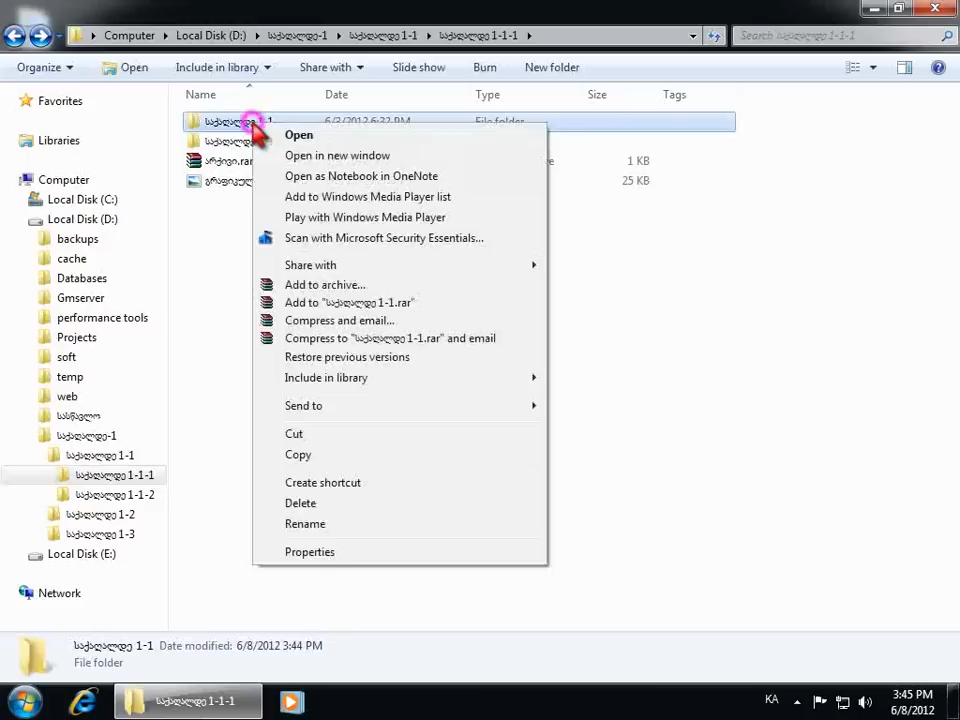 Computer
Local Disk (D:)
საქაღალდე-1
საქაღალდე 1-1
საქაღალდე 1-1-1
Search საქაღალდე 1-1-1
Organize
Open
Include in library
Share with
Slide show
Burn
New folder
Name
Date
Type
Size
Tags
Favorites
Libraries
Computer
Local Disk (C:)
Local Disk (D:)
backups
cache
Databases
Gmserver
performance tools
Projects
soft
temp
web
სასწავლო
საქაღალდე-1
საქაღალდე 1-1
საქაღალდე 1-1-1
საქაღალდე 1-1-2
საქაღალდე 1-2
საქაღალდე 1-3
Local Disk (E:)
Network
6/3/2012 6:32 PM
File folder
არქივი.rar
1 KB
25 KB
Open
Open in new window
Open as Notebook in OneNote
Add to Windows Media Player list
Play with Windows Media Player
Scan with Microsoft Security Essentials...
Share with
Add to archive...
Add to "საქაღალდე 1-1.rar"
Compress and email...
Compress to "საქაღალდე 1-1.rar" and email
Restore previous versions
Include in library
Send to
Cut
Copy
Create shortcut
Delete
Rename
Properties
საქაღალდე 1-1 Date modified: 6/8/2012 3:44 PM
File folder
საქაღალდე 1-1-1
KA
3:45 PM
6/8/2012